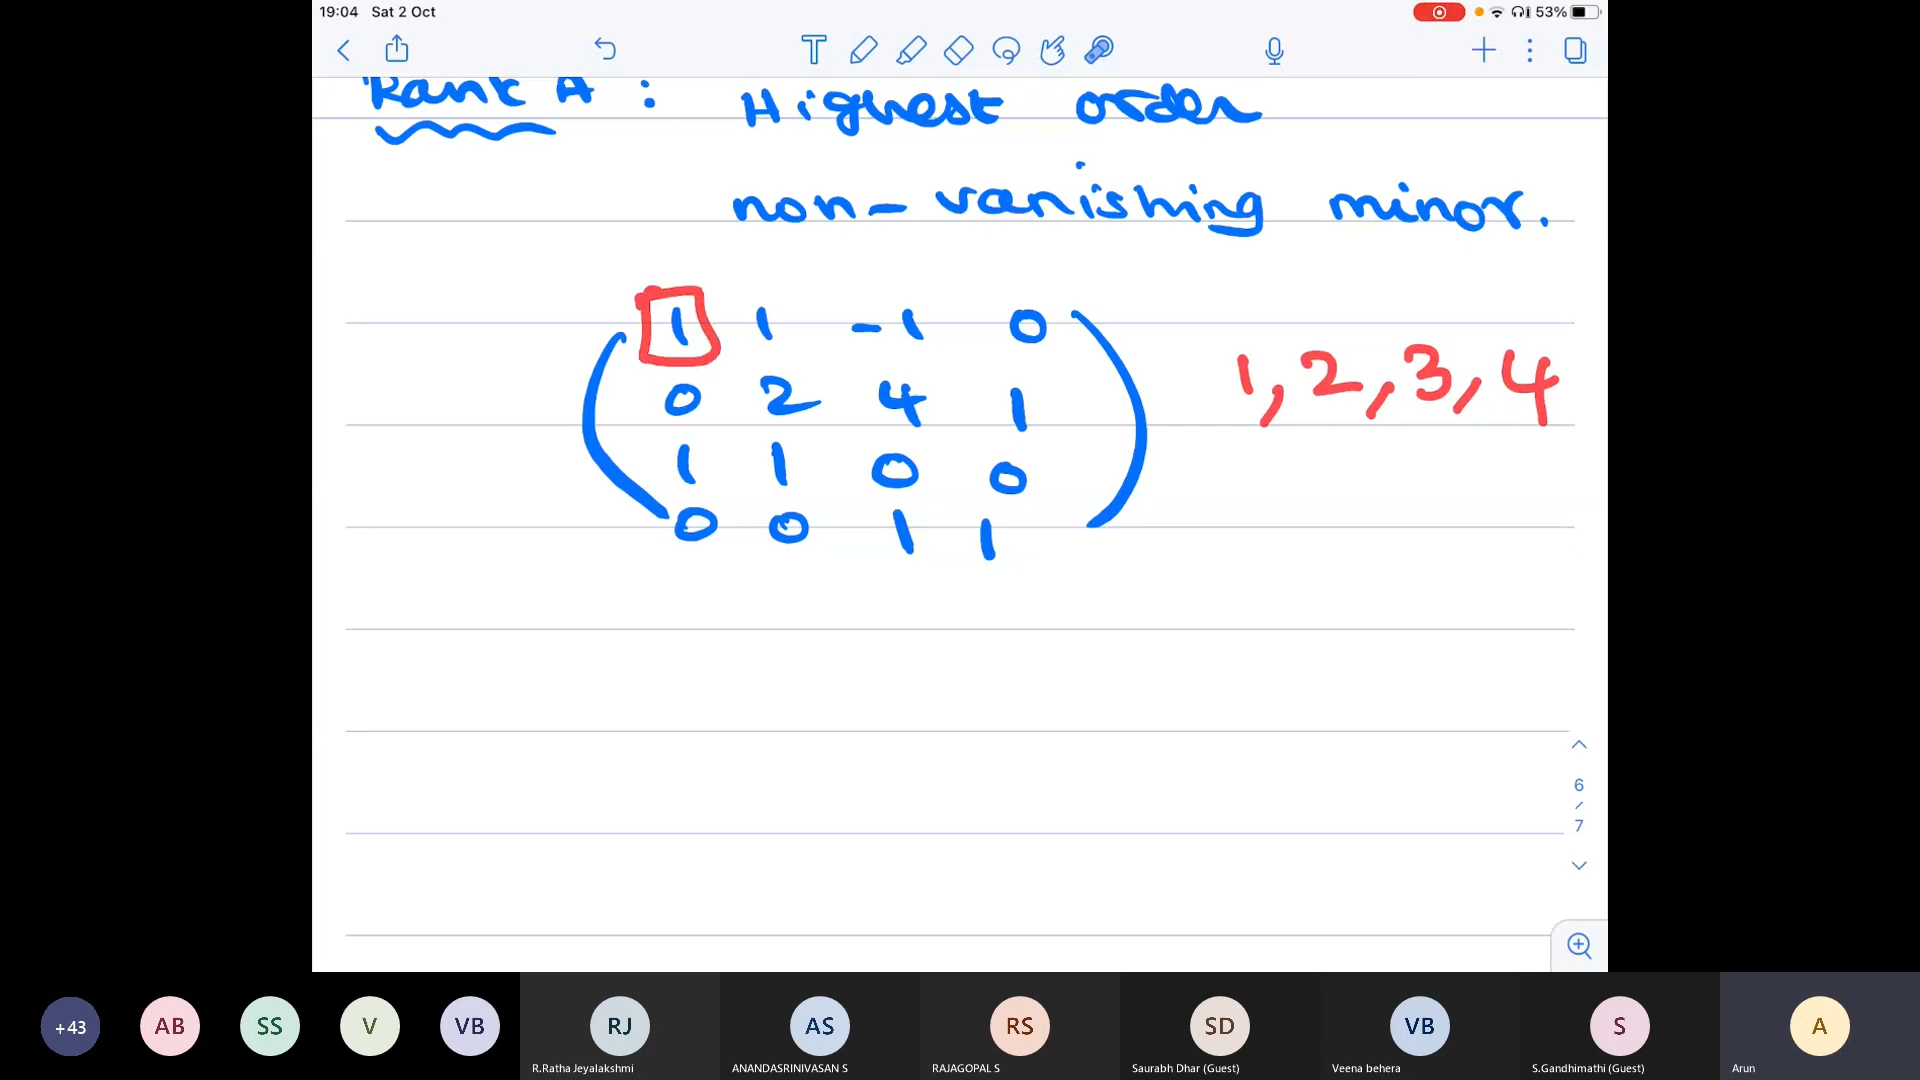 19:04 Sat 2 Oct 53%
T
Rank A : Highest order
non-vanishing minor.
1 1 -1 0
0 2 4 1
1 1 0 0
0 0 1 1
1, 2, 3, 4
6
/
7
+43 AB SS V VB RJ AS RS SD VB S A
R.Ratha Jeyalakshmi ANANDASRINIVASAN S RAJAGOPAL S Saurabh Dhar (Guest) Veena behera S.Gandhimathi (Guest) Arun